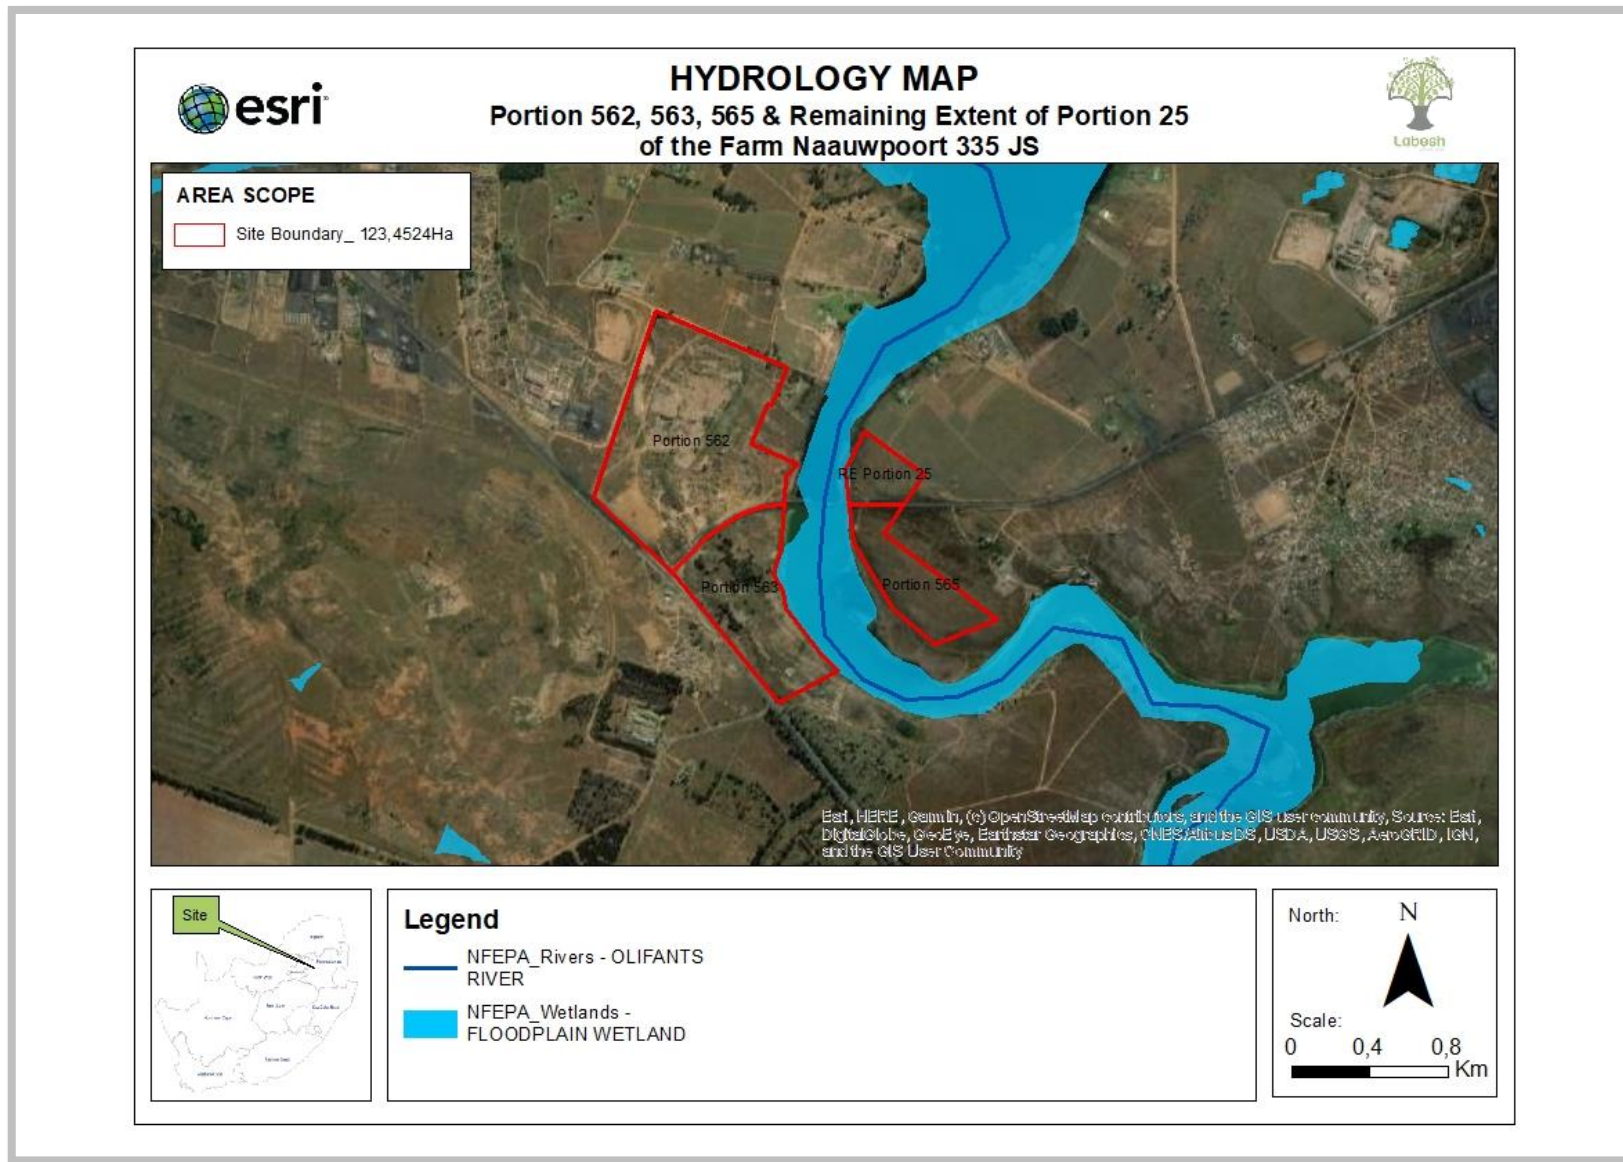 esri
HYDROLOGY MAP
Portion 562, 563, 565 & Remaining Extent of Portion 25
of the Farm Naauwpoort 335 JS
Labesh
AREA SCOPE
Site Boundary_ 123,4524Ha
Portion 562
RE Portion 25
Portion 563
Portion 565
Esri, HERE, Garmin, (c) OpenStreetMap contributors, and the GIS user community, Source: Esri,
DigitalGlobe, GeoEye, Earthstar Geographics, CNES/Airbus DS, USDA, USGS, AeroGRID, IGN,
and the GIS User Community
Site
Legend
NFEPA_Rivers - OLIFANTS
RIVER
NFEPA_Wetlands -
FLOODPLAIN WETLAND
North:
N
Scale:
0 0,4 0,8
Km